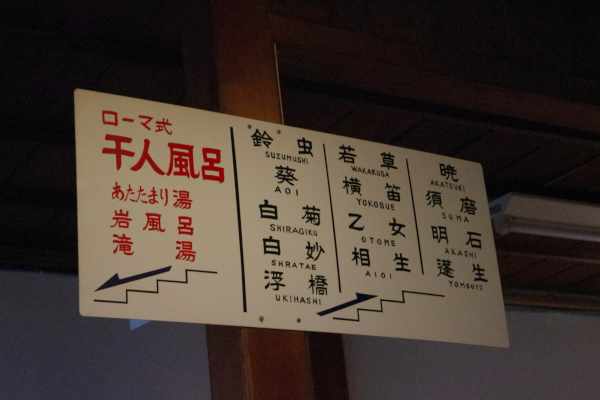 ローマ式
千人風呂
あたたまり湯
岩風呂
滝湯
鈴虫
SUZUMUSHI
葵
AOI
白菊
SHIRAGIKU
白妙
SHRATAE
浮橋
UKIHASHI
若草
WAKAKUSA
横笛
YOKOBUE
乙女
OTOME
相生
AIOI
暁
AKATSUKI
須磨
SUMA
明石
AKASHI
蓬生